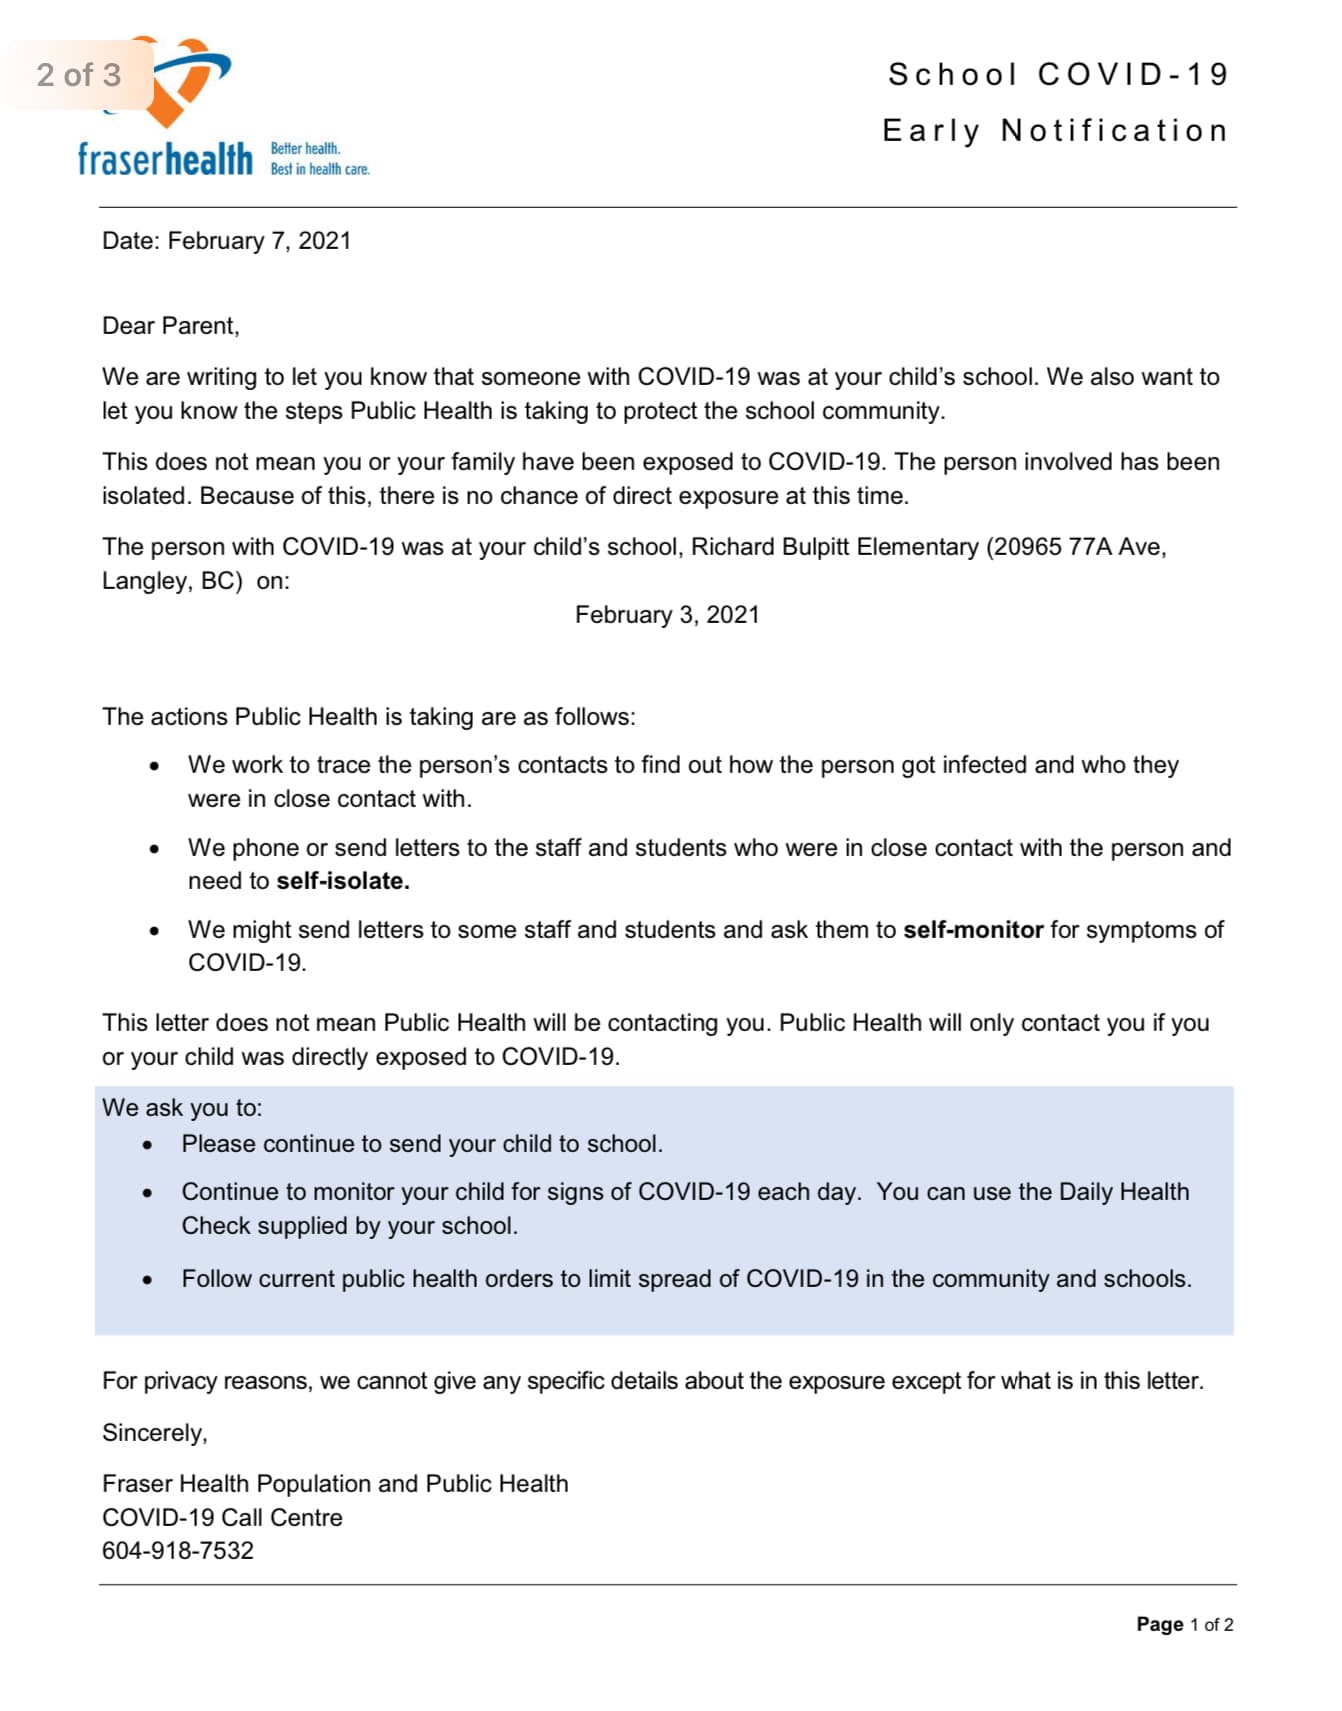 2 of 3
School COVID-19
Early Notification
fraserhealth
Better health.
Best in health care.
Date: February 7, 2021
Dear Parent,
We are writing to let you know that someone with COVID-19 was at your child’s school. We also want to
let you know the steps Public Health is taking to protect the school community.
This does not mean you or your family have been exposed to COVID-19. The person involved has been
isolated. Because of this, there is no chance of direct exposure at this time.
The person with COVID-19 was at your child’s school, Richard Bulpitt Elementary (20965 77A Ave,
Langley, BC)  on:
February 3, 2021
The actions Public Health is taking are as follows:
• We work to trace the person’s contacts to find out how the person got infected and who they
were in close contact with.
• We phone or send letters to the staff and students who were in close contact with the person and
need to self-isolate.
• We might send letters to some staff and students and ask them to self-monitor for symptoms of
COVID-19.
This letter does not mean Public Health will be contacting you. Public Health will only contact you if you
or your child was directly exposed to COVID-19.
We ask you to:
• Please continue to send your child to school.
• Continue to monitor your child for signs of COVID-19 each day.  You can use the Daily Health
Check supplied by your school.
• Follow current public health orders to limit spread of COVID-19 in the community and schools.
For privacy reasons, we cannot give any specific details about the exposure except for what is in this letter.
Sincerely,
Fraser Health Population and Public Health
COVID-19 Call Centre
604-918-7532
Page 1 of 2